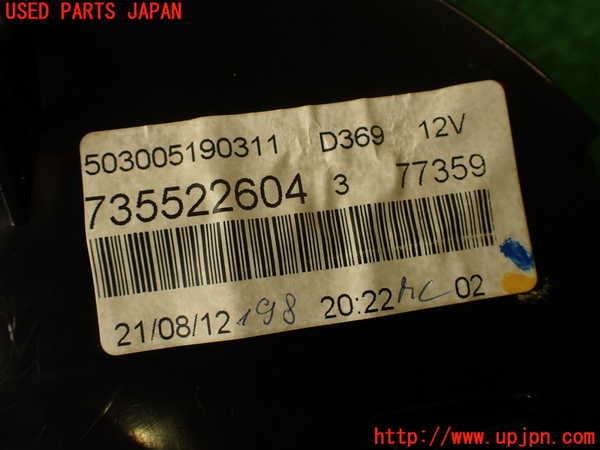 USED PARTS JAPAN
503005190311 D369 12V
735522604 3 77359
21/08/12 198 20:22 02
http://www.upjpn.com/